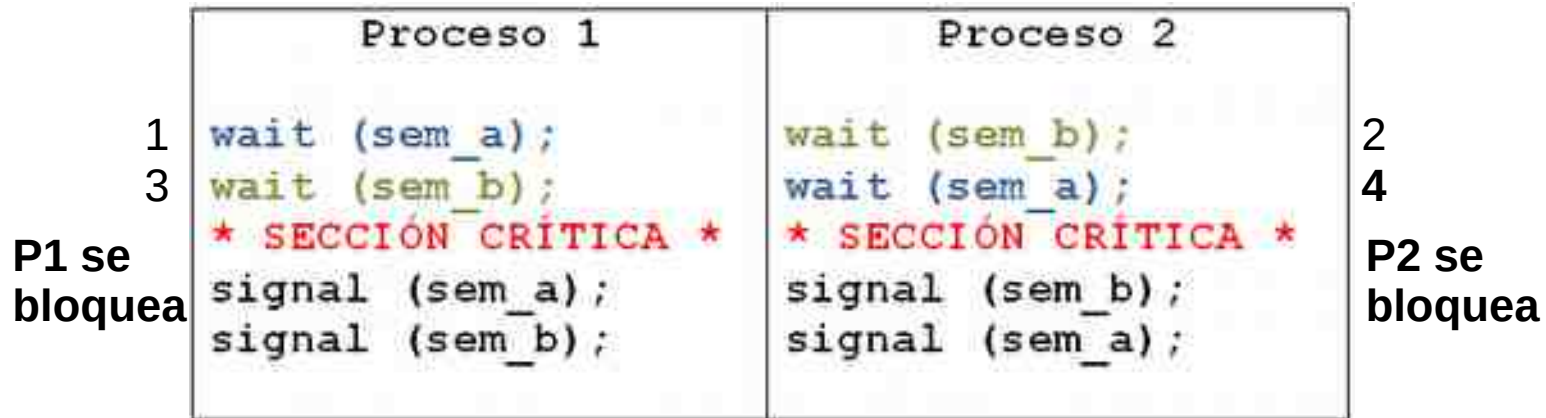 Proceso 1
Proceso 2
1
wait (sem_a);
wait (sem_b);
2
3
wait (sem_b);
wait (sem_a);
4
* SECCIÓN CRÍTICA *
* SECCIÓN CRÍTICA *
P1 se
bloquea
P2 se
bloquea
signal (sem_a);
signal (sem_b);
signal (sem_b);
signal (sem_a);